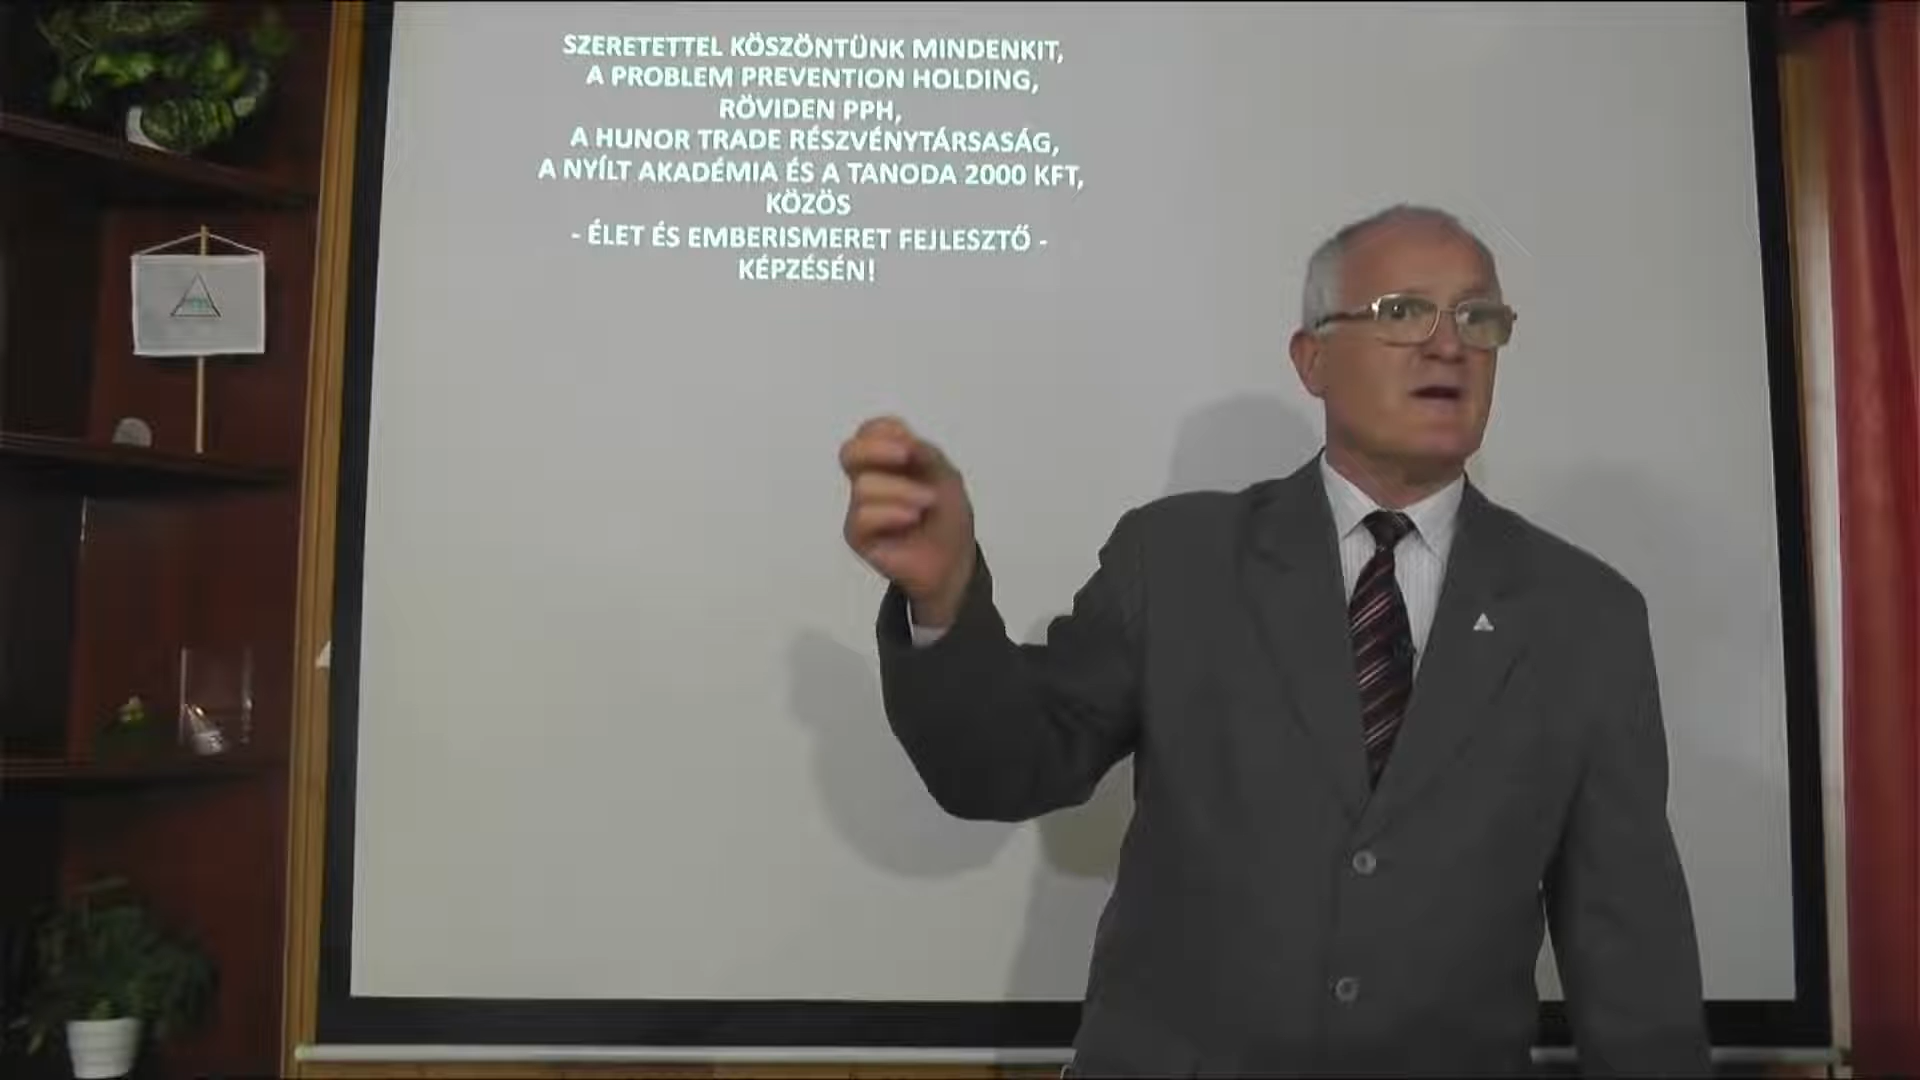 SZERETETTEL KÖSZÖNTÜNK MINDENKIT,
A PROBLEM PREVENTION HOLDING,
RÖVIDEN PPH,
A HUNOR TRADE RÉSZVÉNYTÁRSASÁG,
A NYÍLT AKADÉMIA ÉS A TANODA 2000 KFT,
KÖZÖS
- ÉLET ÉS EMBERISMERET FEJLESZTŐ -
KÉPZÉSÉN!